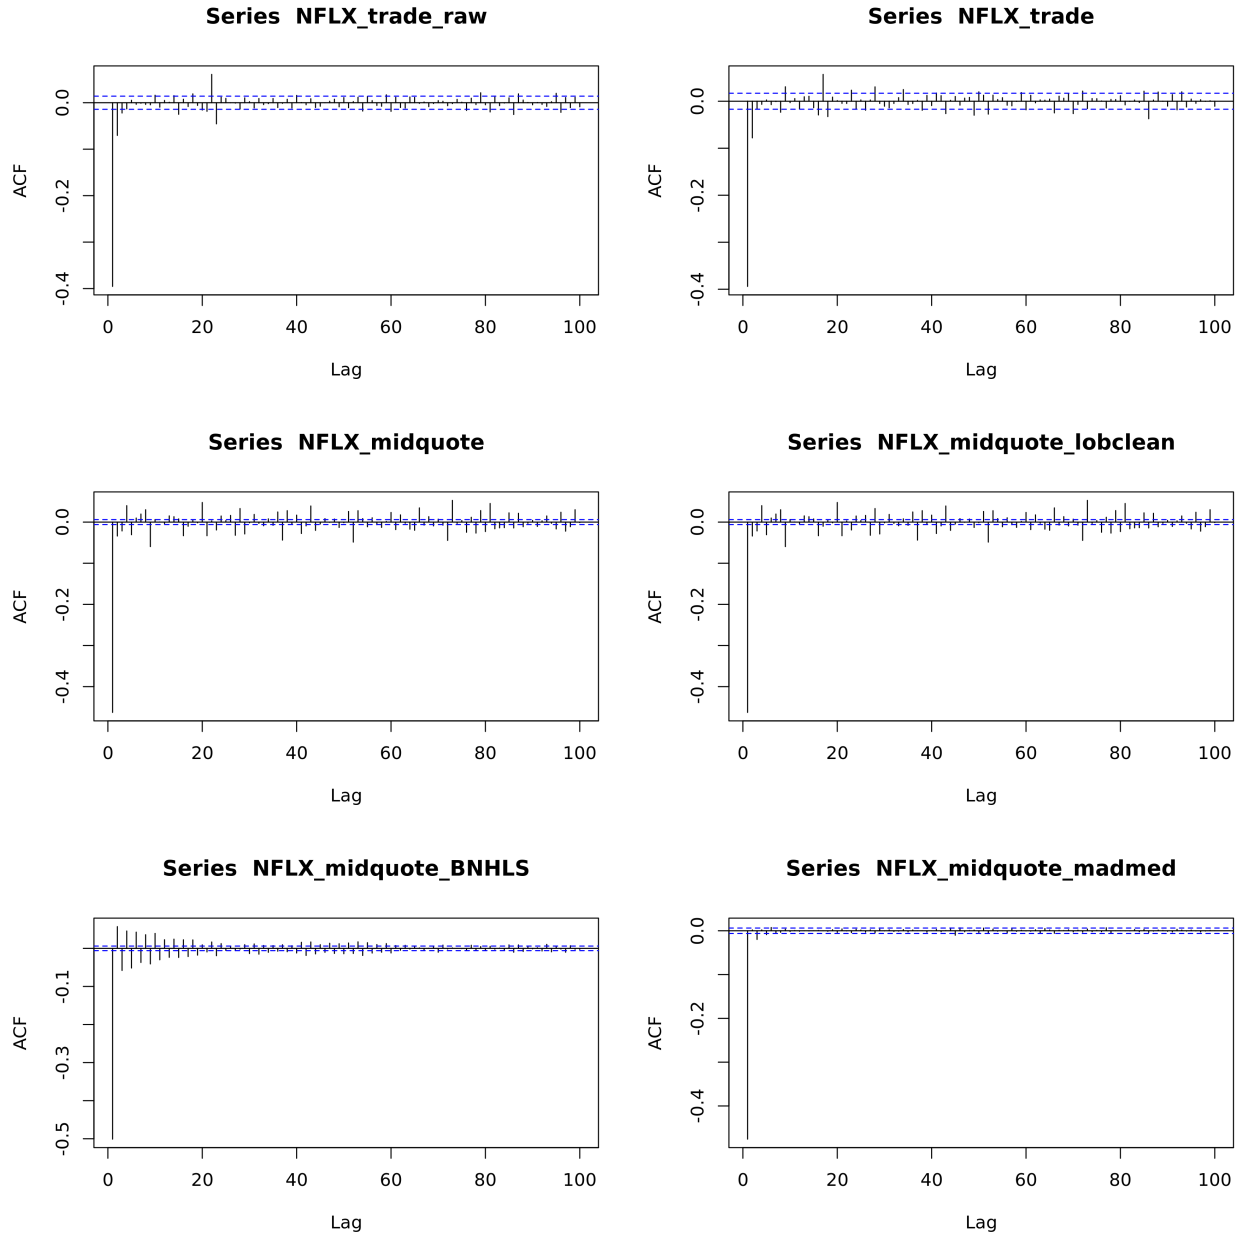 Series NFLX_trade_raw
ACF
0.0
-0.2
-0.4
0 20 40 60 80 100
Lag
Series NFLX_trade
ACF
0.0
-0.2
-0.4
0 20 40 60 80 100
Lag
Series NFLX_midquote
ACF
0.0
-0.2
-0.4
0 20 40 60 80 100
Lag
Series NFLX_midquote_lobclean
ACF
0.0
-0.2
-0.4
0 20 40 60 80 100
Lag
Series NFLX_midquote_BNHLS
ACF
-0.1
-0.3
-0.5
0 20 40 60 80 100
Lag
Series NFLX_midquote_madmed
ACF
0.0
-0.2
-0.4
0 20 40 60 80 100
Lag